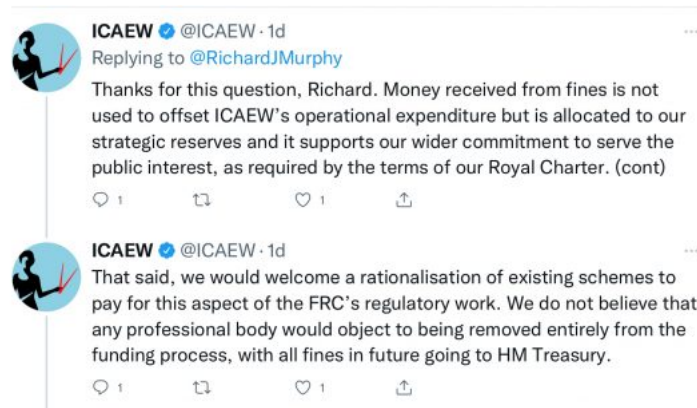 ICAEW @ICAEW · 1d
Replying to @RichardJMurphy
Thanks for this question, Richard. Money received from fines is not
used to offset ICAEW's operational expenditure but is allocated to our
strategic reserves and it supports our wider commitment to serve the
public interest, as required by the terms of our Royal Charter. (cont)
1 1
ICAEW @ICAEW · 1d
That said, we would welcome a rationalisation of existing schemes to
pay for this aspect of the FRC's regulatory work. We do not believe that
any professional body would object to being removed entirely from the
funding process, with all fines in future going to HM Treasury.
1 1